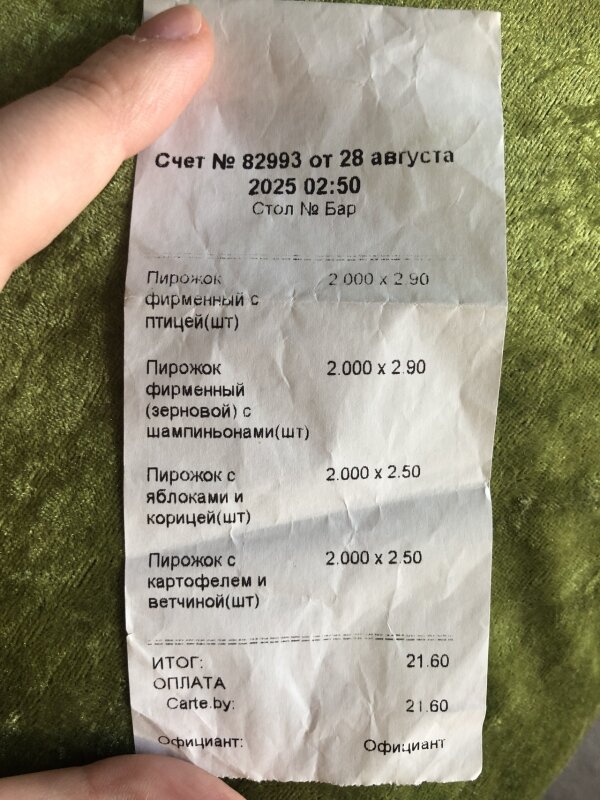 Счет № 82993 от 28 августа
2025 02:50
Стол № Бар
Пирожок 2.000 x 2.90
фирменный с
птицей(шт)
Пирожок 2.000 x 2.90
фирменный
(зерновой) с
шампиньонами(шт)
Пирожок с 2.000 x 2.50
яблоками и
корицей(шт)
Пирожок с 2.000 x 2.50
картофелем и
ветчиной(шт)
ИТОГ: 21.60
ОПЛАТА
Carte.by: 21.60
Официант: Официант